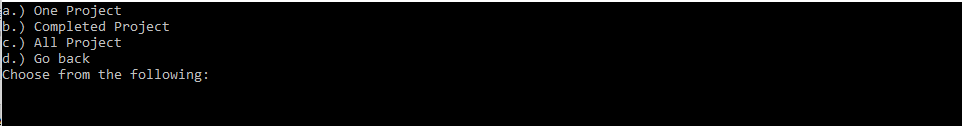 a.) One Project
b.) Completed Project
c.) All Project
d.) Go back
Choose from the following: